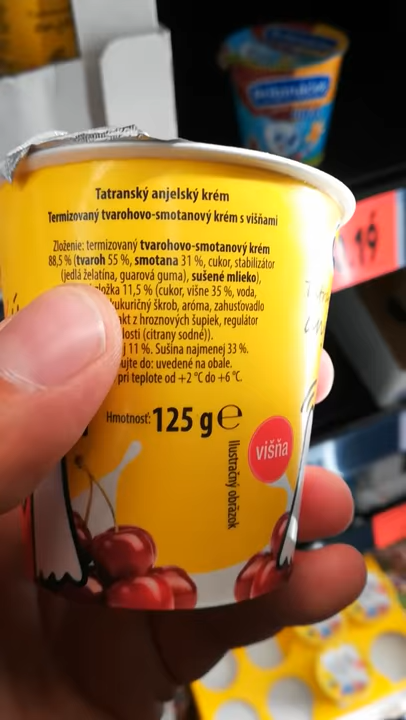 Tatranský anjelský krém
Termizovaný tvarohovo-smotanový krém s višňami
Zloženie: termizovaný tvarohovo-smotanový krém
88,5 % (tvaroh 55 %, smotana 31 %, cukor, stabilizátor
(jedlá želatína, guarová guma), sušené mlieko),
11,5 % (cukor, višne 35 %, voda,
kukuričný škrob, aróma, zahusťovadlo
z hroznových šupiek, regulátor
(citrany sodné)).
11 %. Sušina najmenej 33 %.
do: uvedené na obale.
pri teplote od +2 °C do +6 °C.
Hmotnosť: 125 g e
višňa
Ilustračný obrázok
19